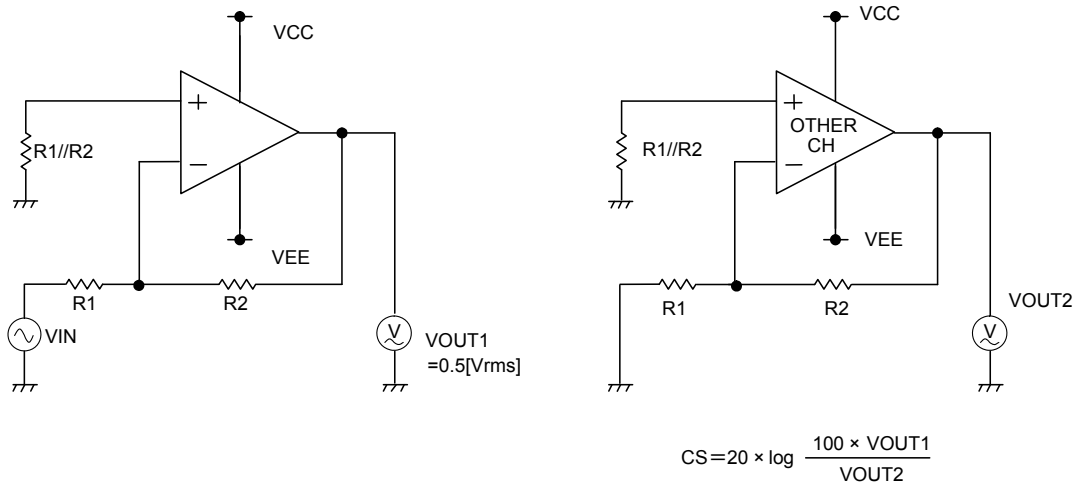 VCC
+
R1//R2
−
VEE
R1
R2
VIN
V
VOUT1
=0.5[Vrms]
VCC
+
OTHER
CH
R1//R2
−
VEE
R1
R2
VOUT2
V
CS=20 × log 100 × VOUT1
VOUT2